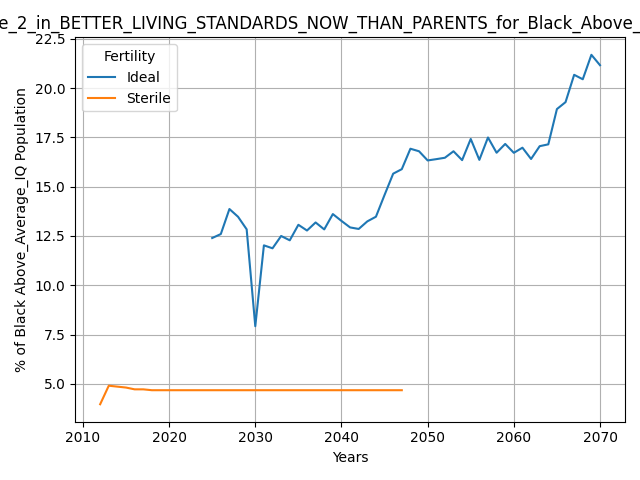 e_2_in_BETTER_LIVING_STANDARDS_NOW_THAN_PARENTS_for_Black_Above_
Fertility
Ideal
Sterile
% of Black Above_Average_IQ Population
22.5
20.0
17.5
15.0
12.5
10.0
7.5
5.0
2010 2020 2030 2040 2050 2060 2070
Years